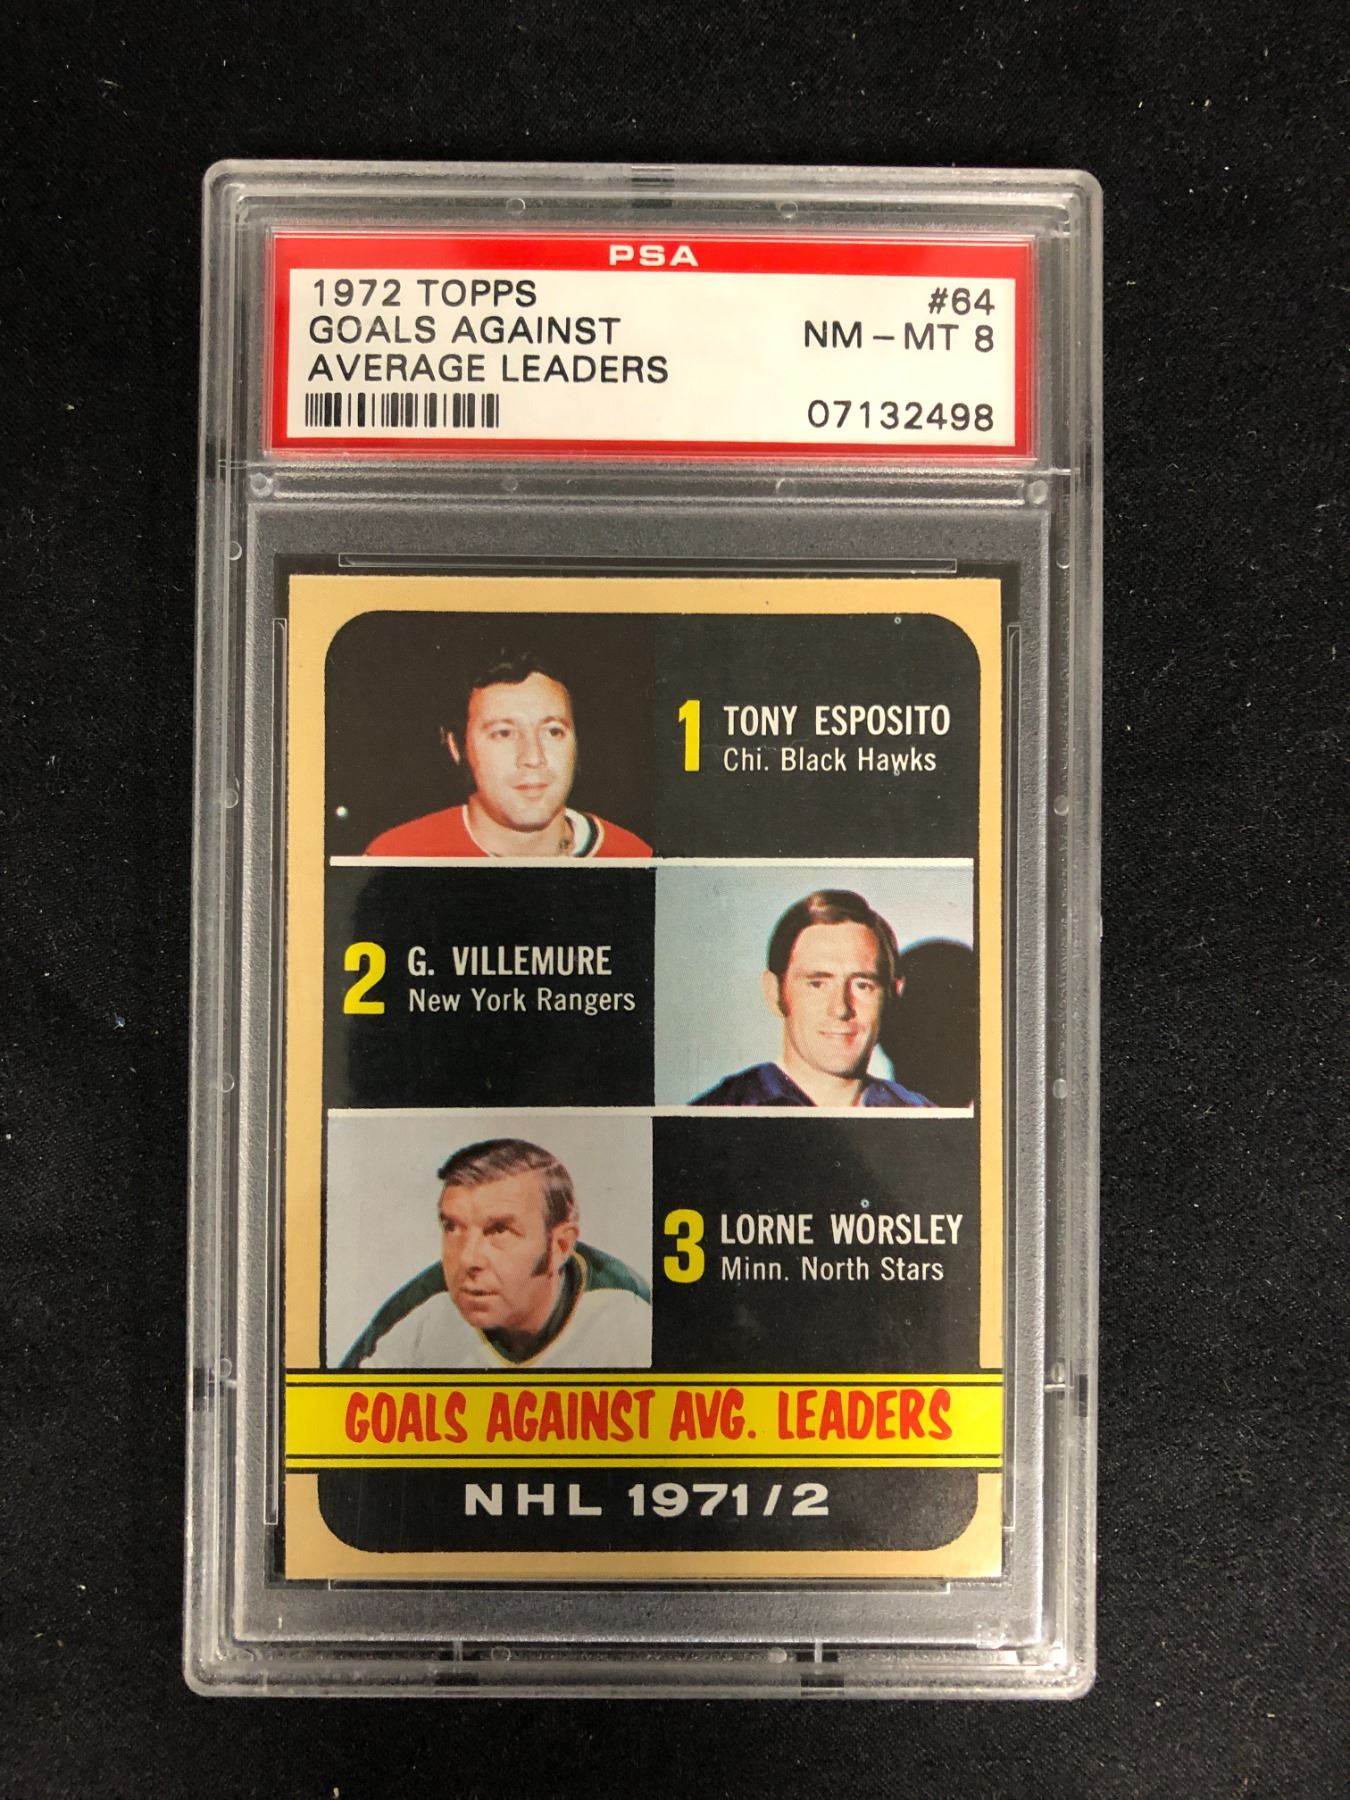 PSA
1972 TOPPS #64
GOALS AGAINST NM-MT 8
AVERAGE LEADERS
07132498
1 TONY ESPOSITO
Chi. Black Hawks
2 G. VILLEMURE
New York Rangers
3 LORNE WORSLEY
Minn. North Stars
GOALS AGAINST AVG. LEADERS
NHL 1971/2